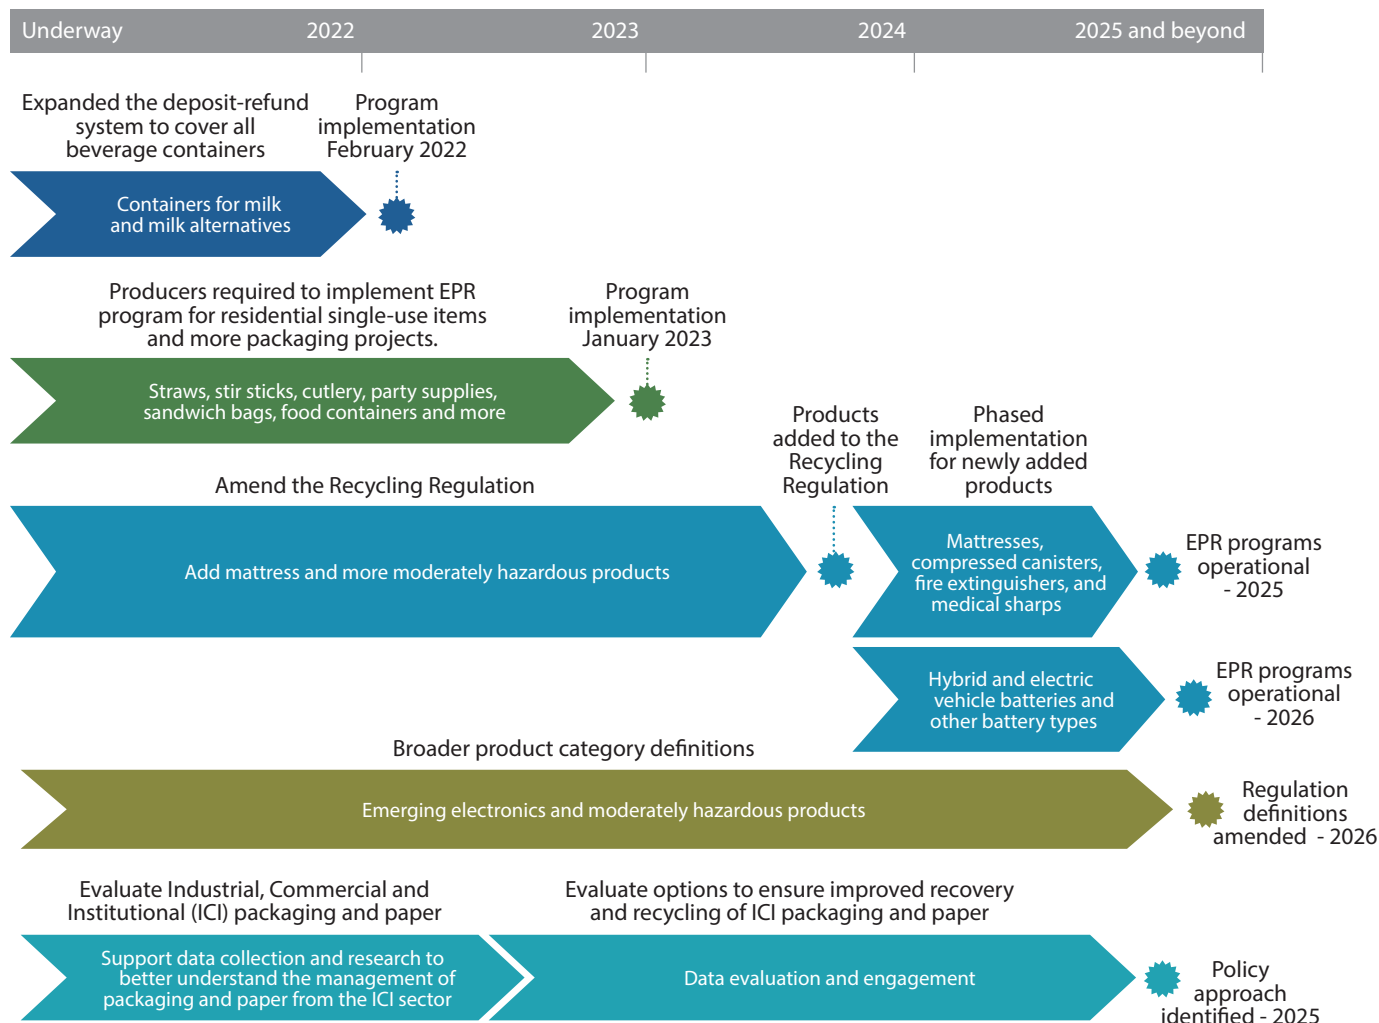 Underway 2022 2023 2024 2025 and beyond
Expanded the deposit-refund
system to cover all
beverage containers
Program
implementation
February 2022
Containers for milk
and milk alternatives
Producers required to implement EPR
program for residential single-use items
and more packaging projects.
Program
implementation
January 2023
Straws, stir sticks, cutlery, party supplies,
sandwich bags, food containers and more
Amend the Recycling Regulation
Products
added to the
Recycling
Regulation
Phased
implementation
for newly added
products
Add mattress and more moderately hazardous products
Mattresses,
compressed canisters,
fire extinguishers, and
medical sharps
EPR programs
operational
- 2025
Hybrid and electric
vehicle batteries and
other battery types
EPR programs
operational
- 2026
Broader product category definitions
Emerging electronics and moderately hazardous products
Regulation
definitions
amended - 2026
Evaluate Industrial, Commercial and
Institutional (ICI) packaging and paper
Evaluate options to ensure improved recovery
and recycling of ICI packaging and paper
Support data collection and research to
better understand the management of
packaging and paper from the ICI sector
Data evaluation and engagement
Policy
approach
identified - 2025